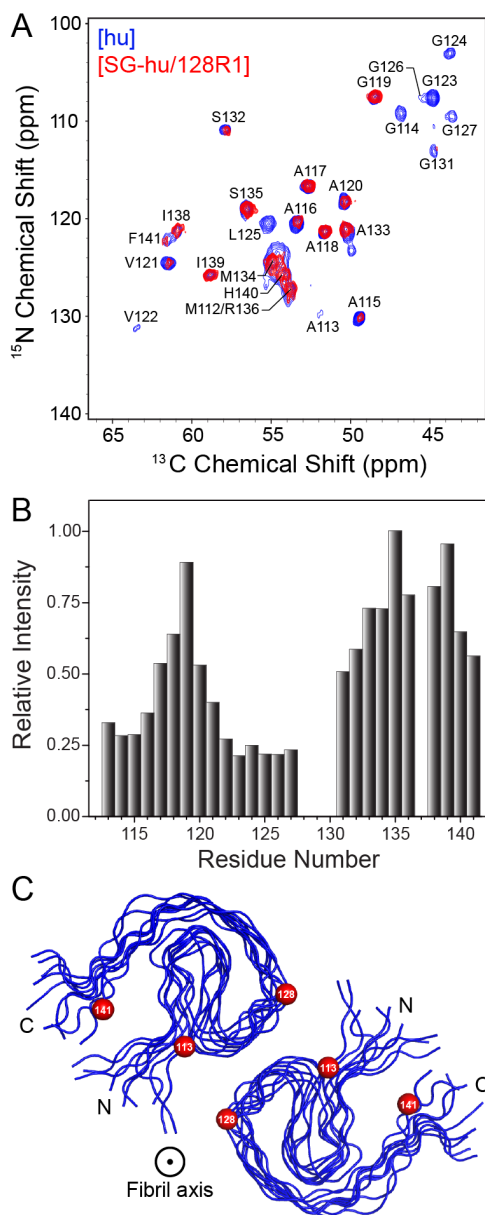 A
[hu]
[SG-hu/128R1]
100
110
120
130
140
¹⁵N Chemical Shift (ppm)
G124
G126
G123
G119
G114
G127
S132
G131
A117
S135
A120
I138
A116
L125
F141
A118
A133
V121
I139
M134
H140
M112/R136
V122
A113
A115
65
60
55
50
45
¹³C Chemical Shift (ppm)
B
1.00
0.75
0.50
0.25
0.00
Relative Intensity
115
120
125
130
135
140
Residue Number
C
128
141
C
113
N
N
113
141
C
128
Fibril axis